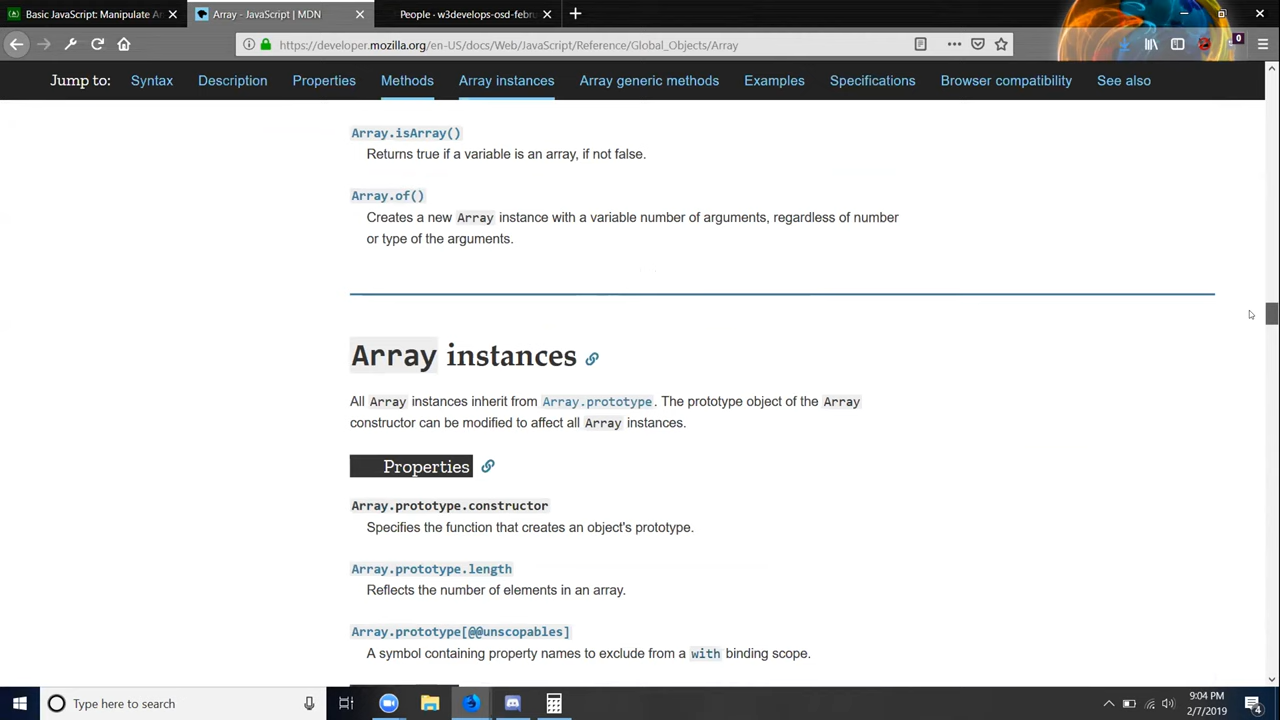 Basic JavaScript: Manipulate Ar
Array - JavaScript | MDN
People - w3develops-osd-febru
https://developer.mozilla.org/en-US/docs/Web/JavaScript/Reference/Global_Objects/Array
0
Jump to: Syntax Description Properties Methods Array instances Array generic methods Examples Specifications Browser compatibility See also
Array.isArray()
Returns true if a variable is an array, if not false.
Array.of()
Creates a new Array instance with a variable number of arguments, regardless of number
or type of the arguments.
Array instances
All Array instances inherit from Array.prototype. The prototype object of the Array
constructor can be modified to affect all Array instances.
Properties
Array.prototype.constructor
Specifies the function that creates an object's prototype.
Array.prototype.length
Reflects the number of elements in an array.
Array.prototype[@@unscopables]
A symbol containing property names to exclude from a with binding scope.
Type here to search
9:04 PM
2/7/2019
4